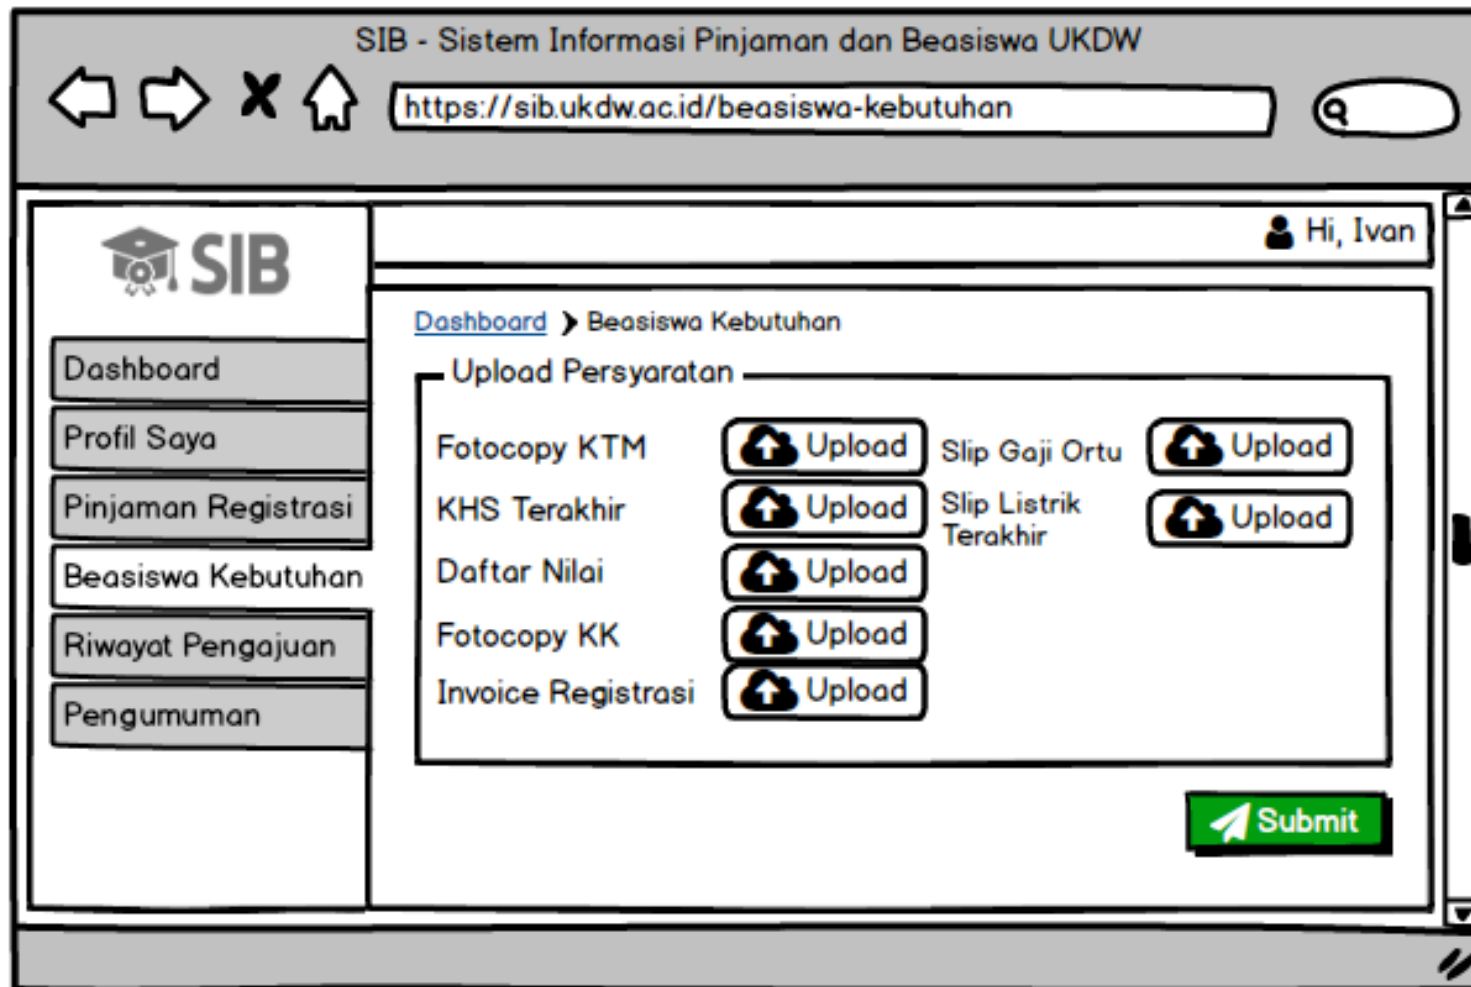 SIB - Sistem Informasi Pinjaman dan Beasiswa UKDW
https://sib.ukdw.ac.id/beasiswa-kebutuhan
SIB
Hi, Ivan
Dashboard
Profil Saya
Pinjaman Registrasi
Beasiswa Kebutuhan
Riwayat Pengajuan
Pengumuman
Dashboard > Beasiswa Kebutuhan
Upload Persyaratan
Fotocopy KTM Upload
KHS Terakhir Upload
Daftar Nilai Upload
Fotocopy KK Upload
Invoice Registrasi Upload
Slip Gaji Ortu Upload
Slip Listrik
Terakhir Upload
Submit